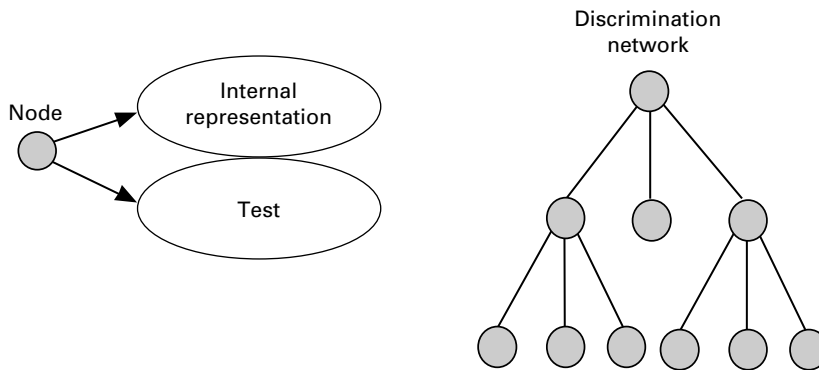 Node
Internal
representation
Test
Discrimination
network